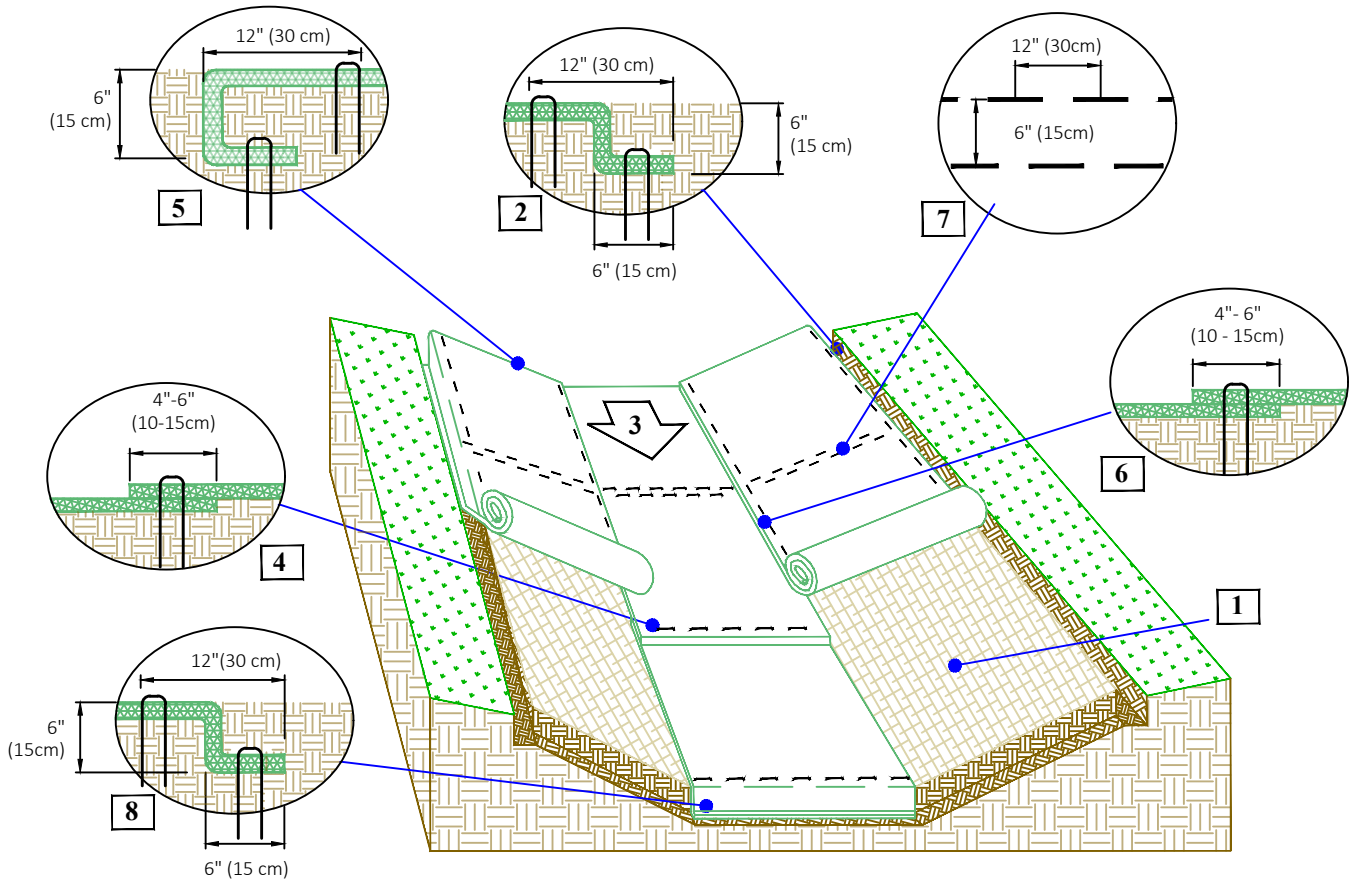 12" (30 cm)
6"
(15 cm)
5
12" (30 cm)
6"
(15 cm)
2
6" (15 cm)
12" (30cm)
6" (15cm)
7
4"- 6"
(10 - 15cm)
6
3
4"-6"
(10-15cm)
4
1
12"(30 cm)
6"
(15cm)
8
6" (15 cm)